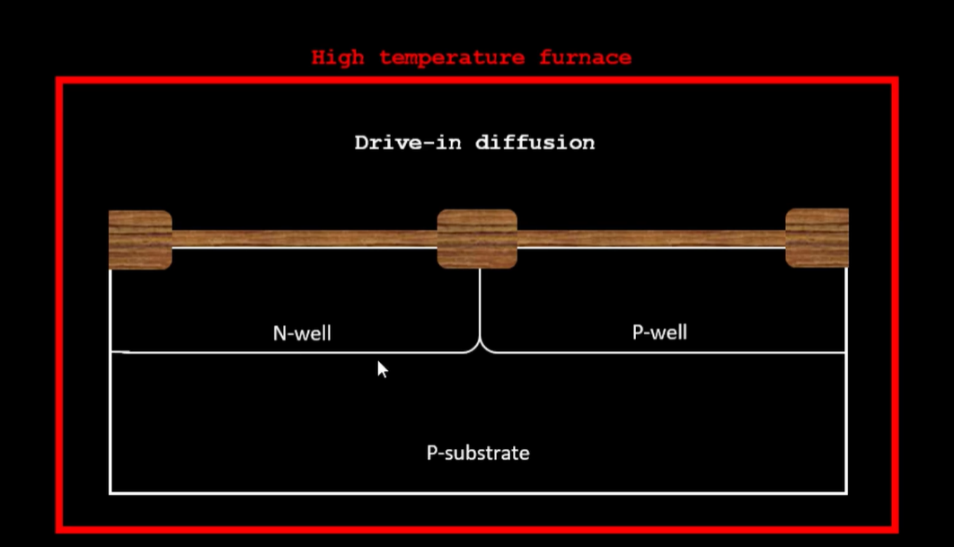 High temperature furnace
Drive-in diffusion
N-well
P-well
P-substrate